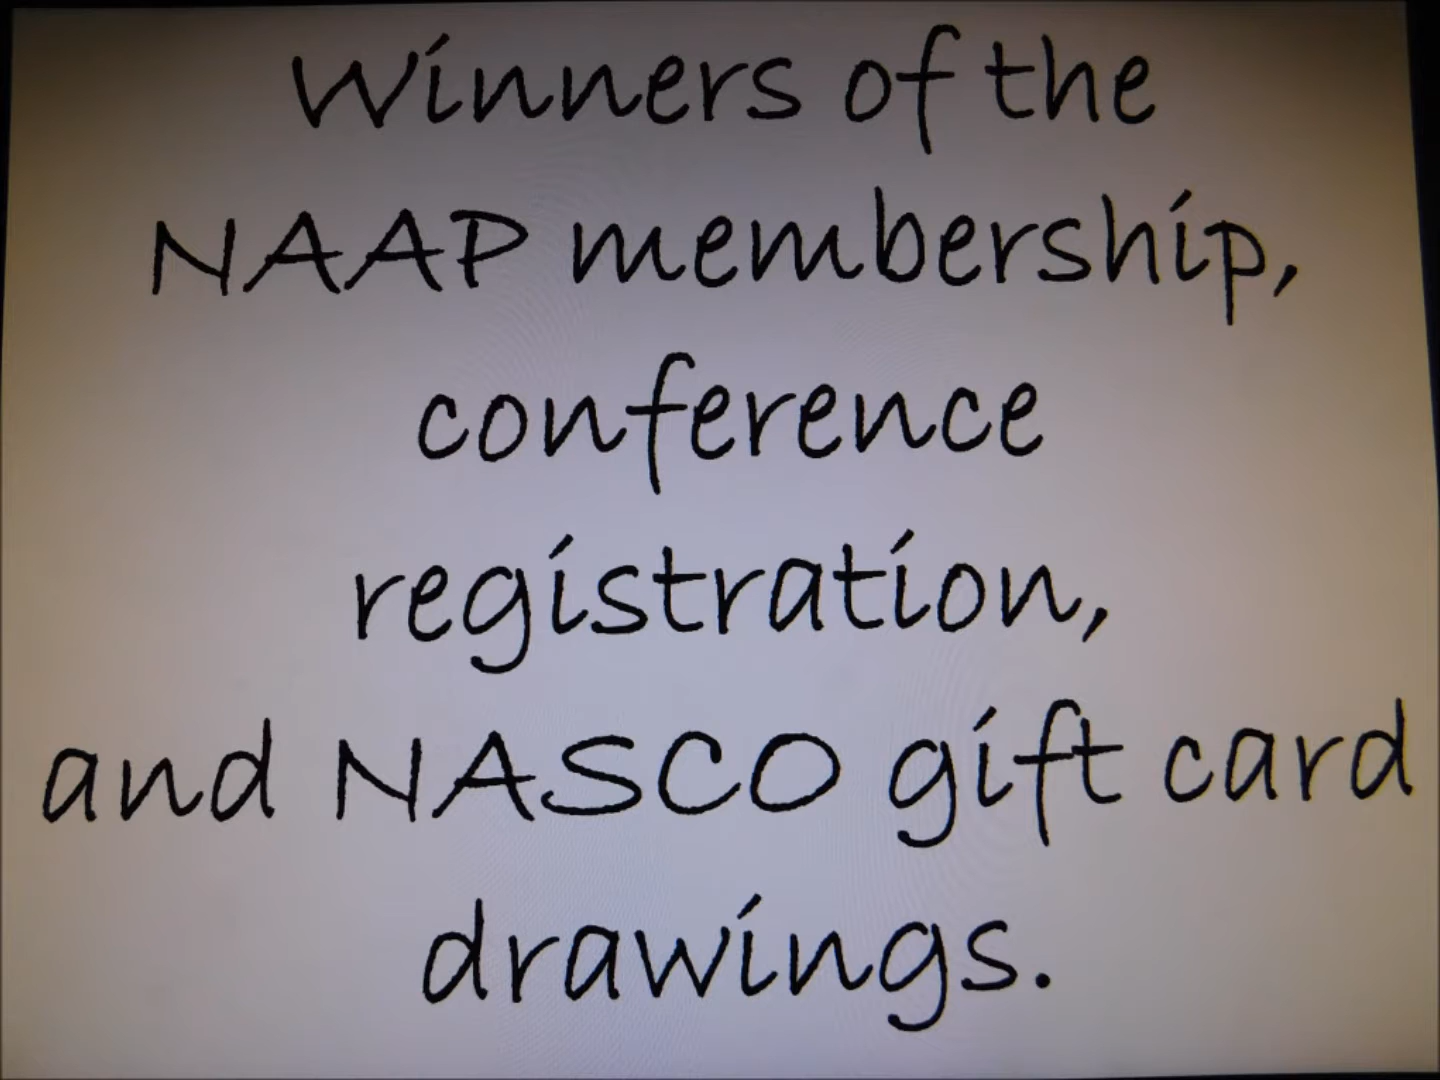 Winners of the
NAAP membership,
conference
registration,
and NASCO gift card
drawings.